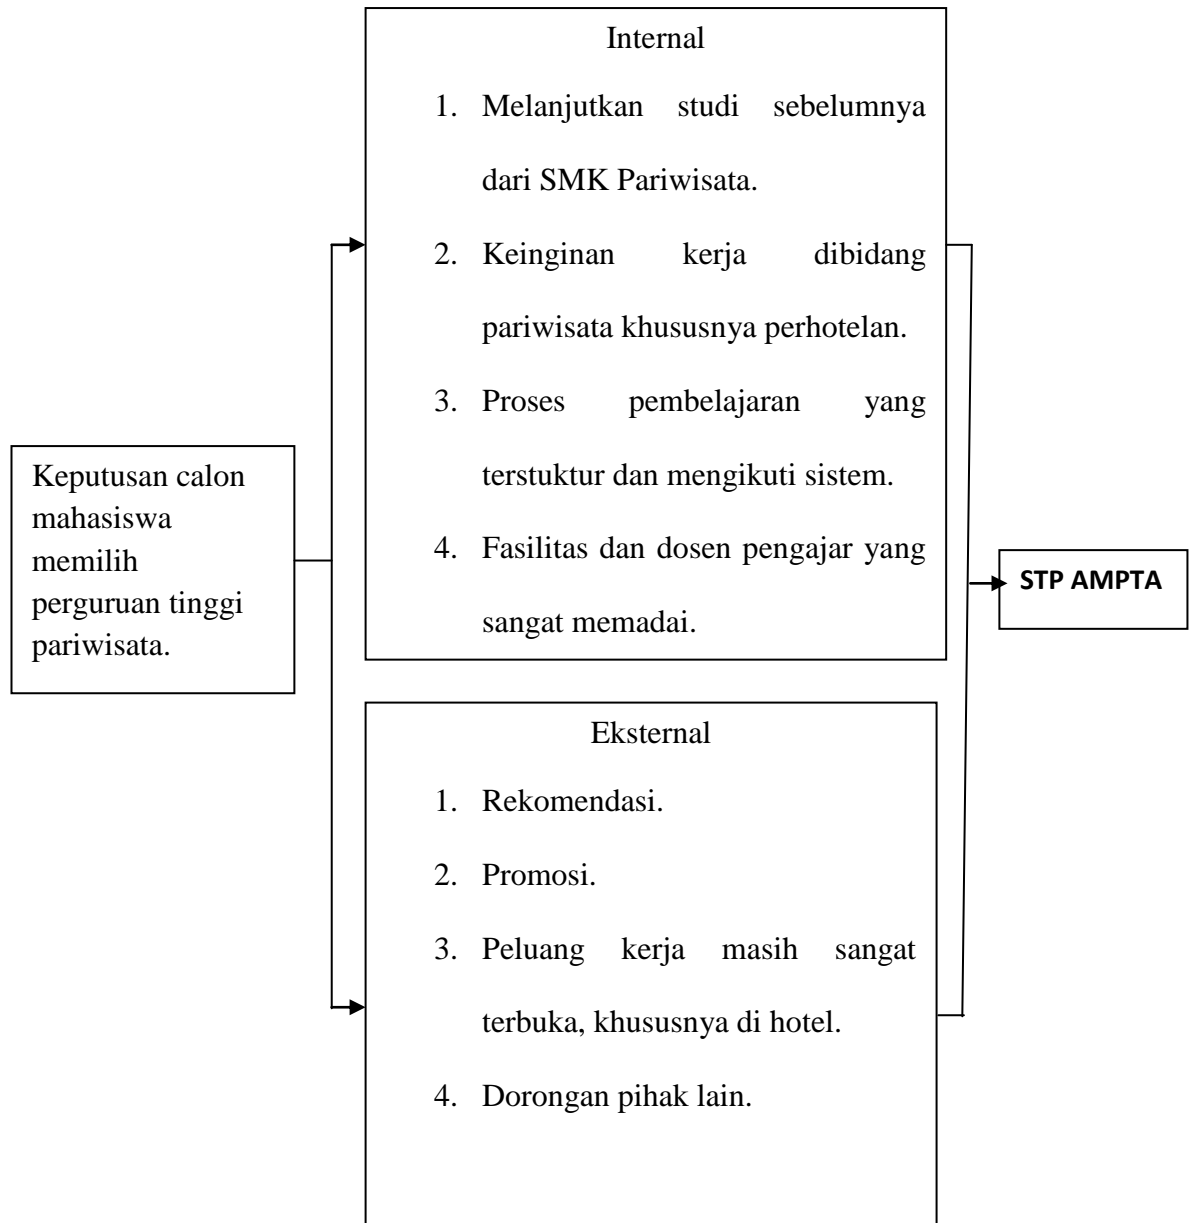 Keputusan calon
mahasiswa
memilih
perguruan tinggi
pariwisata.
Internal
1. Melanjutkan studi sebelumnya
dari SMK Pariwisata.
2. Keinginan kerja dibidang
pariwisata khususnya perhotelan.
3. Proses pembelajaran yang
terstuktur dan mengikuti sistem.
4. Fasilitas dan dosen pengajar yang
sangat memadai.
Eksternal
1. Rekomendasi.
2. Promosi.
3. Peluang kerja masih sangat
terbuka, khususnya di hotel.
4. Dorongan pihak lain.
STP AMPTA